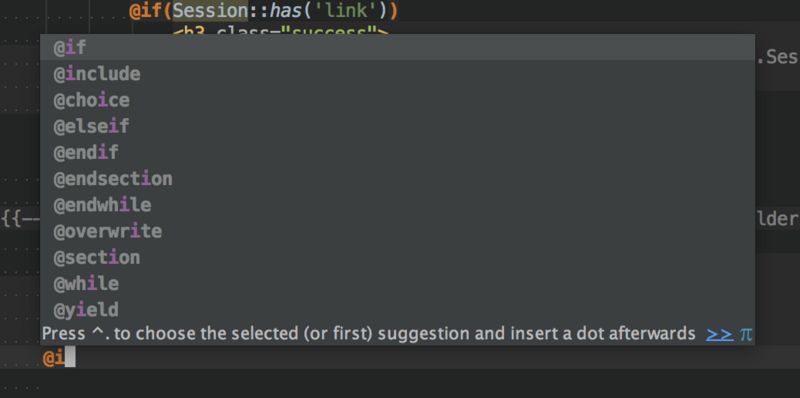 @if(Session::has('link'))
<h3 class="success">
@if
.Ses
@include
@choice
@elseif
@endif
@endsection
@endwhile
{{--
lder
@overwrite
@section
@while
@yield
Press ^. to choose the selected (or first) suggestion and insert a dot afterwards >> π
@i